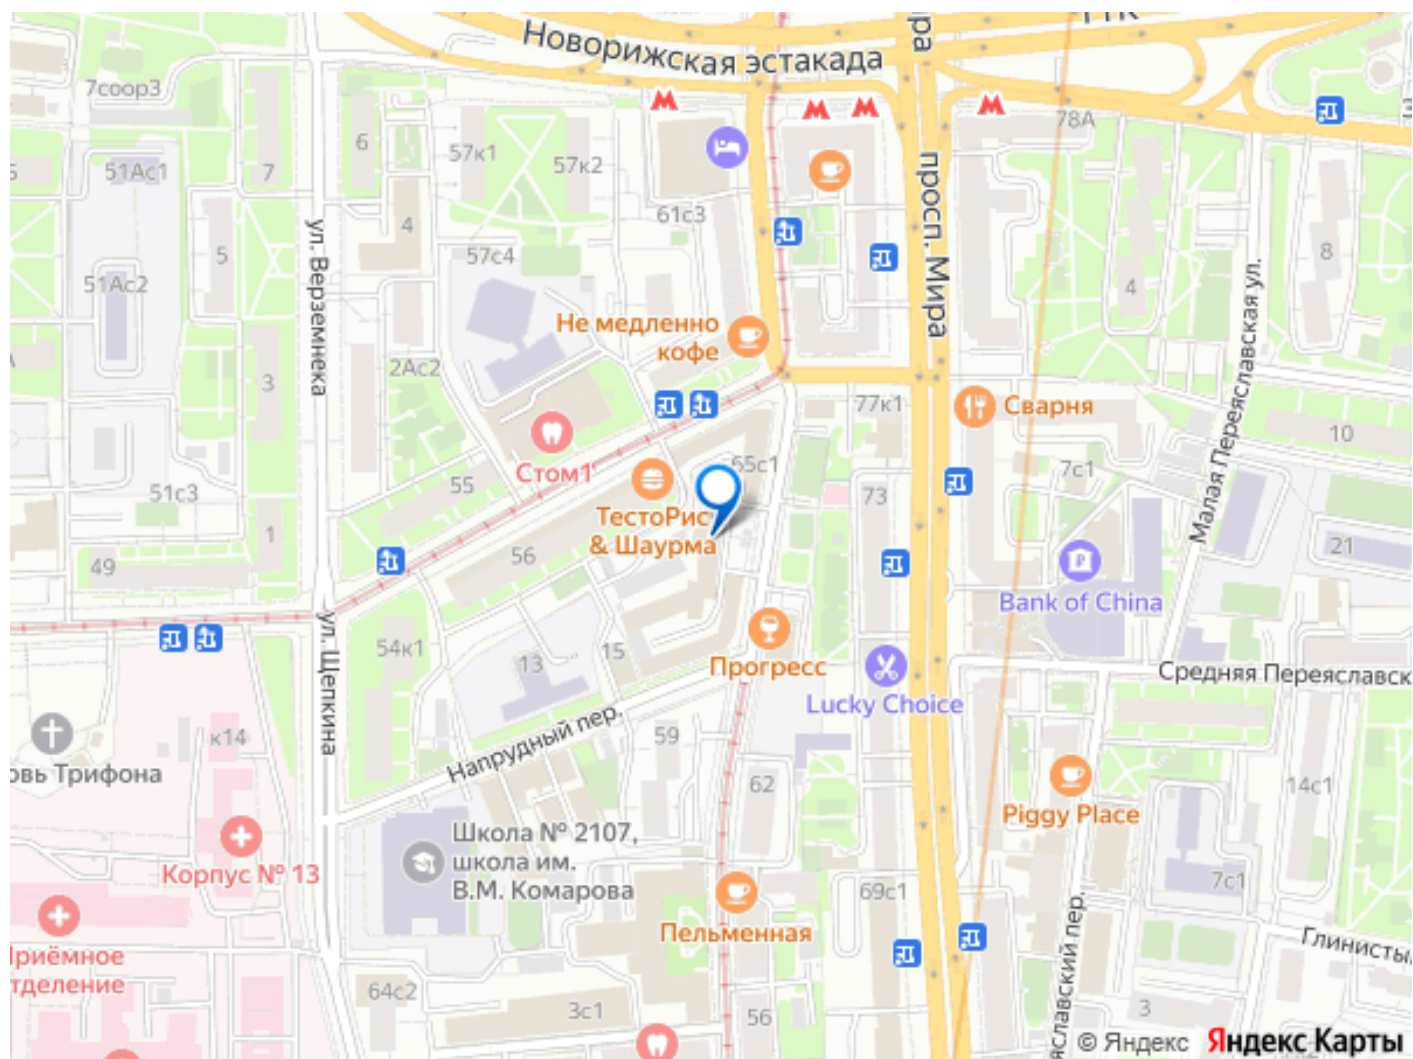 Новорижская эстакада
7соор3
6
57к1
57к2
78А
51Ас1
7
5
61с3
4
ул. Верземнека
просп. Мира
57с4
8
51Ас2
4
Малая Переяславская ул.
Не медленно
кофе
2Ас2
3
77к1
Сварня
10
Стом1
65с1
7с1
51с3
55
73
ТестоРис
& Шаурма
1
56
21
49
Bank of China
ул. Щепкина
54к1
15
13
Прогресс
Средняя Переяславск
Lucky Choice
Напрудный пер.
к14
59
овь Трифона
62
14с1
Piggy Place
Школа № 2107,
школа им.
В.М. Комарова
Корпус № 13
7с1
69с1
Пельменная
Глинисты
Приёмное
тделение
64с2
3с1
56
3
яславский пер.
© Яндекс
Яндекс Карты